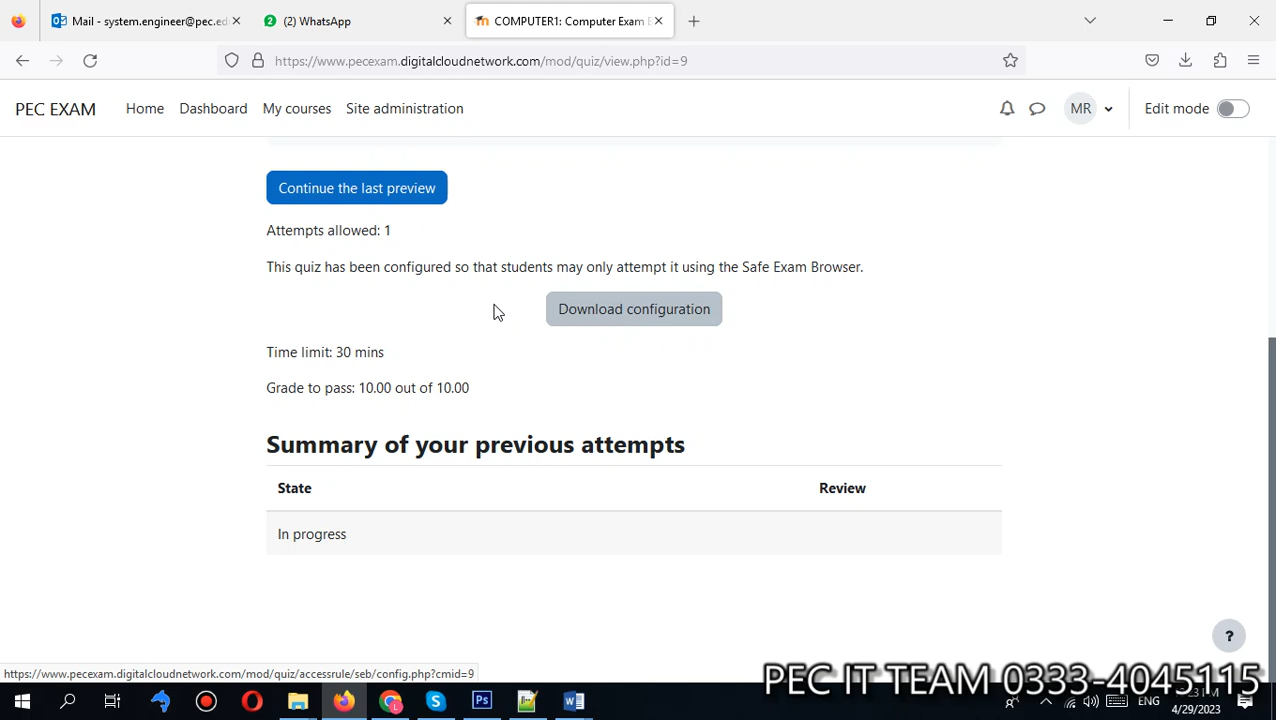 Mail - system.engineer@pec.ed
2
(2) WhatsApp
COMPUTER1: Computer Exam E
https://www.pecexam.digitalcloudnetwork.com/mod/quiz/view.php?id=9
PEC EXAM
Home
Dashboard
My courses
Site administration
MR
Edit mode
Continue the last preview
Attempts allowed: 1
This quiz has been configured so that students may only attempt it using the Safe Exam Browser.
Download configuration
Time limit: 30 mins
Grade to pass: 10.00 out of 10.00
Summary of your previous attempts
State
Review
In progress
?
https://www.pecexam.digitalcloudnetwork.com/mod/quiz/accessrule/seb/config.php?cmid=9
PEC IT TEAM 0333-4045115
ENG
4/29/2023